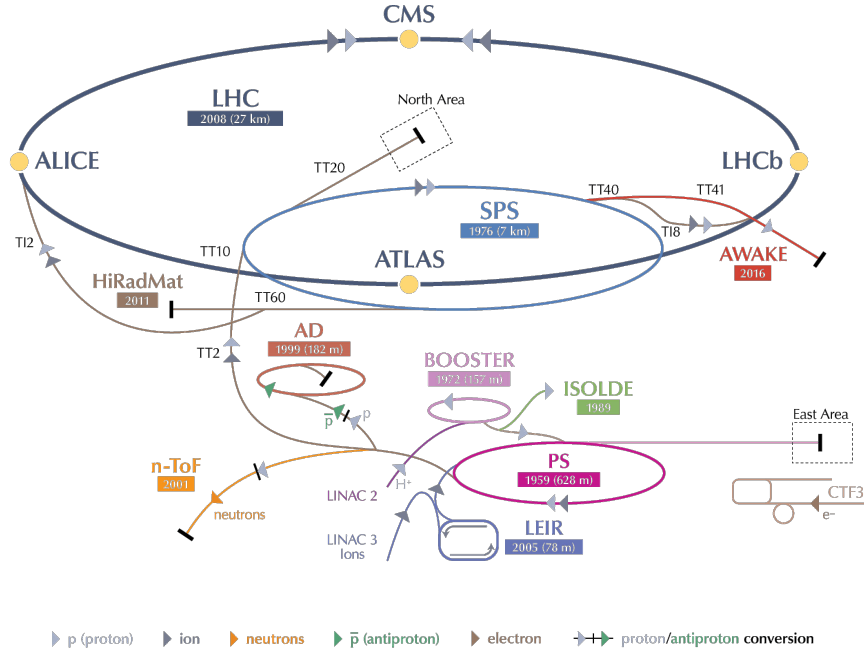 CMS
LHC
2008 (27 km)
North Area
ALICE
LHCb
TT20
TT40
TT41
SPS
1976 (7 km)
TI2
TI8
TT10
ATLAS
AWAKE
2016
HiRadMat
2011
TT60
AD
1999 (182 m)
TT2
BOOSTER
1972 (157 m)
ISOLDE
1989
p
p̅
East Area
n-ToF
2001
PS
1959 (628 m)
LINAC 2
H⁺
neutrons
CTF3
e–
LEIR
2005 (78 m)
LINAC 3
Ions
p (proton)
ion
neutrons
p̅ (antiproton)
electron
proton/antiproton conversion